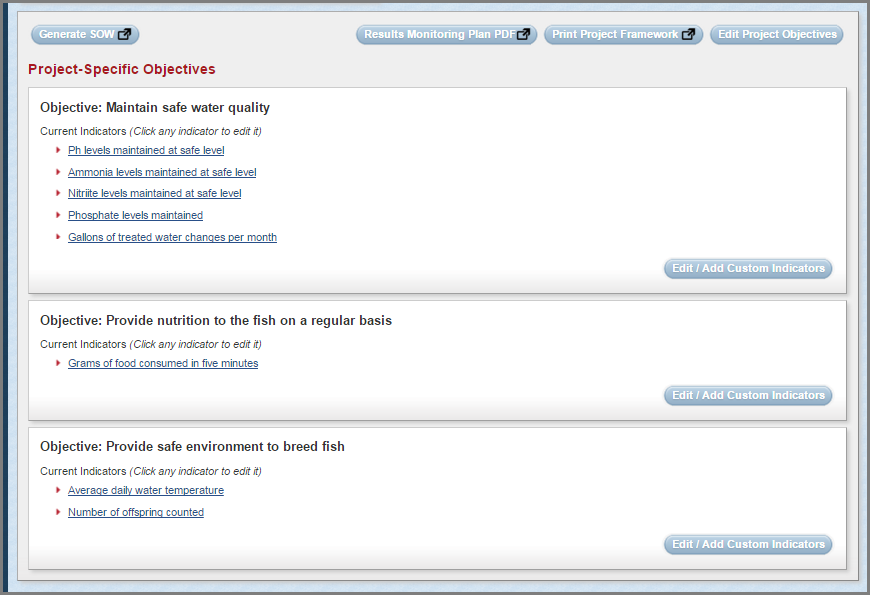 Generate SOW
Results Monitoring Plan PDF
Print Project Framework
Edit Project Objectives
Project-Specific Objectives
Objective: Maintain safe water quality
Current Indicators (Click any indicator to edit it)
Ph levels maintained at safe level
Ammonia levels maintained at safe level
Nitriite levels maintained at safe level
Phosphate levels maintained
Gallons of treated water changes per month
Edit / Add Custom Indicators
Objective: Provide nutrition to the fish on a regular basis
Current Indicators (Click any indicator to edit it)
Grams of food consumed in five minutes
Edit / Add Custom Indicators
Objective: Provide safe environment to breed fish
Current Indicators (Click any indicator to edit it)
Average daily water temperature
Number of offspring counted
Edit / Add Custom Indicators